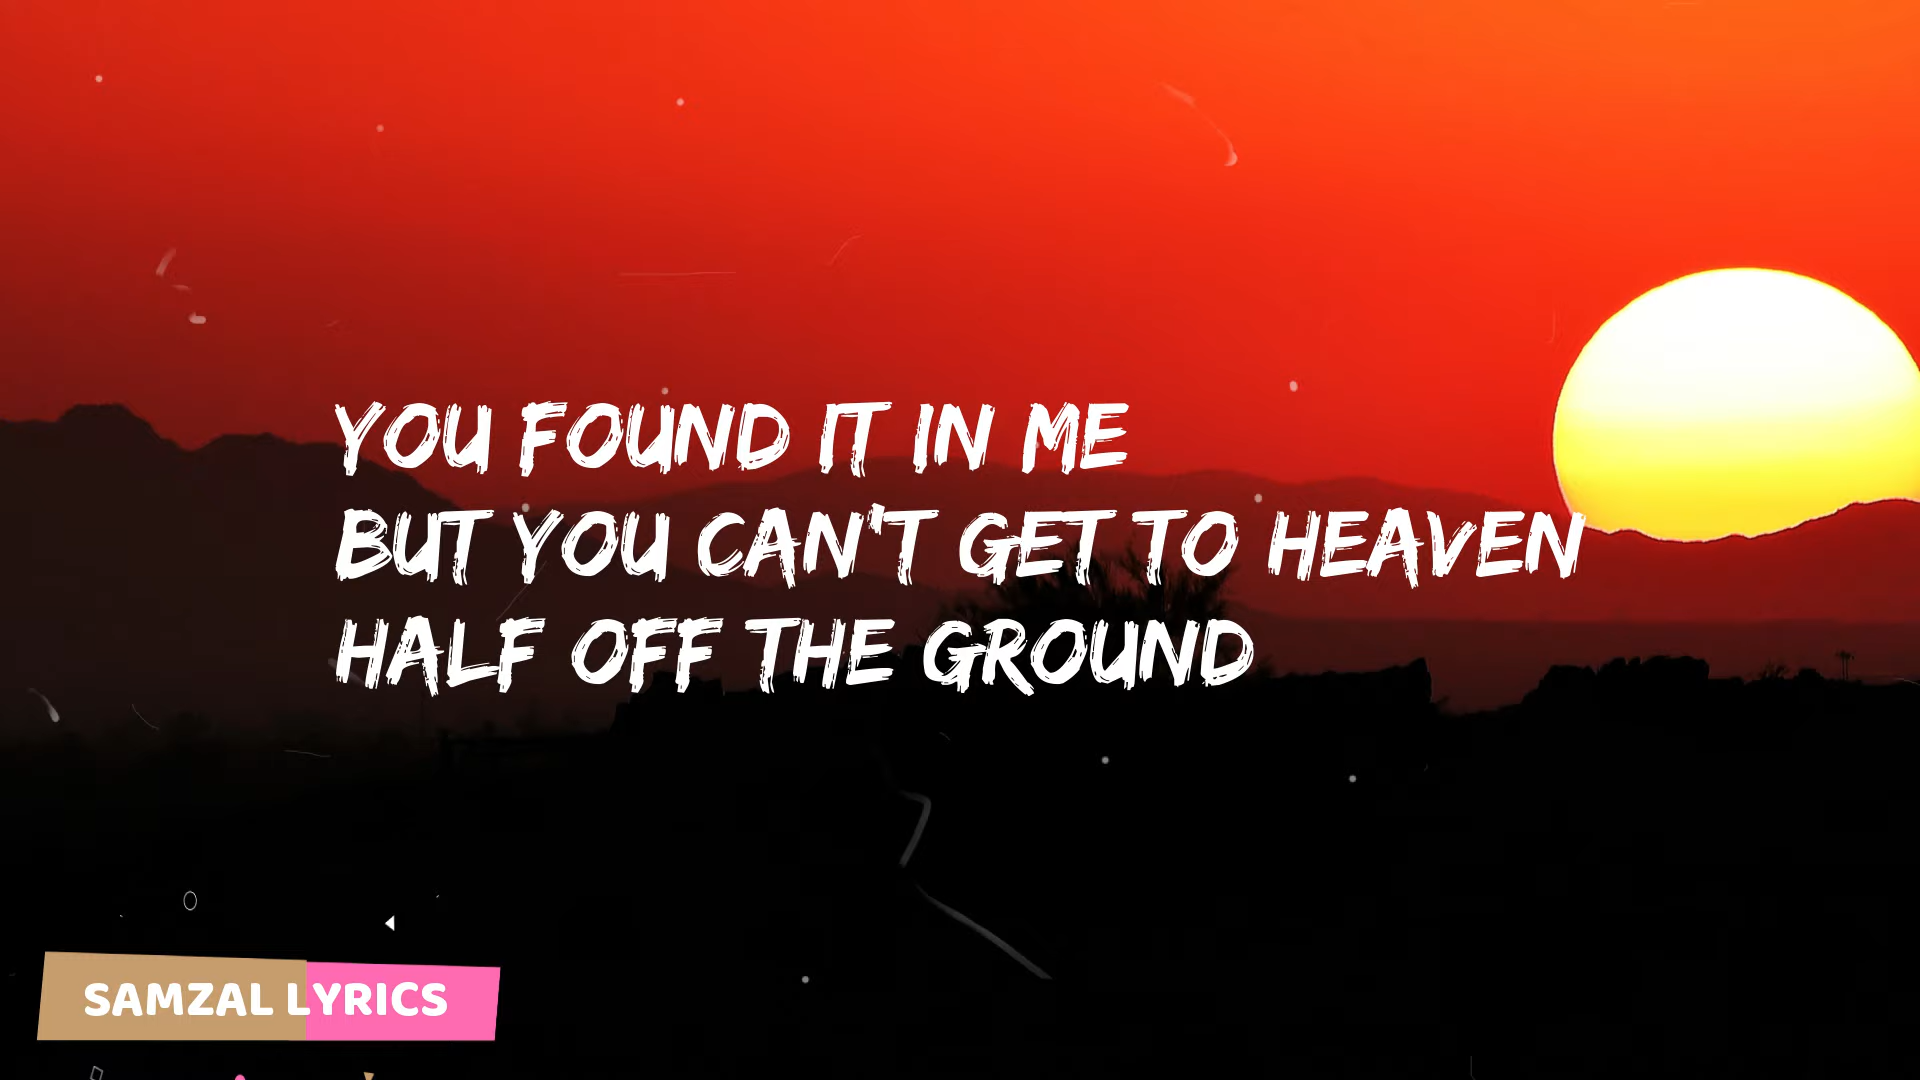 YOU FOUND IT IN ME
BUT YOU CAN'T GET TO HEAVEN
HALF OFF THE GROUND
SAMZAL LYRICS